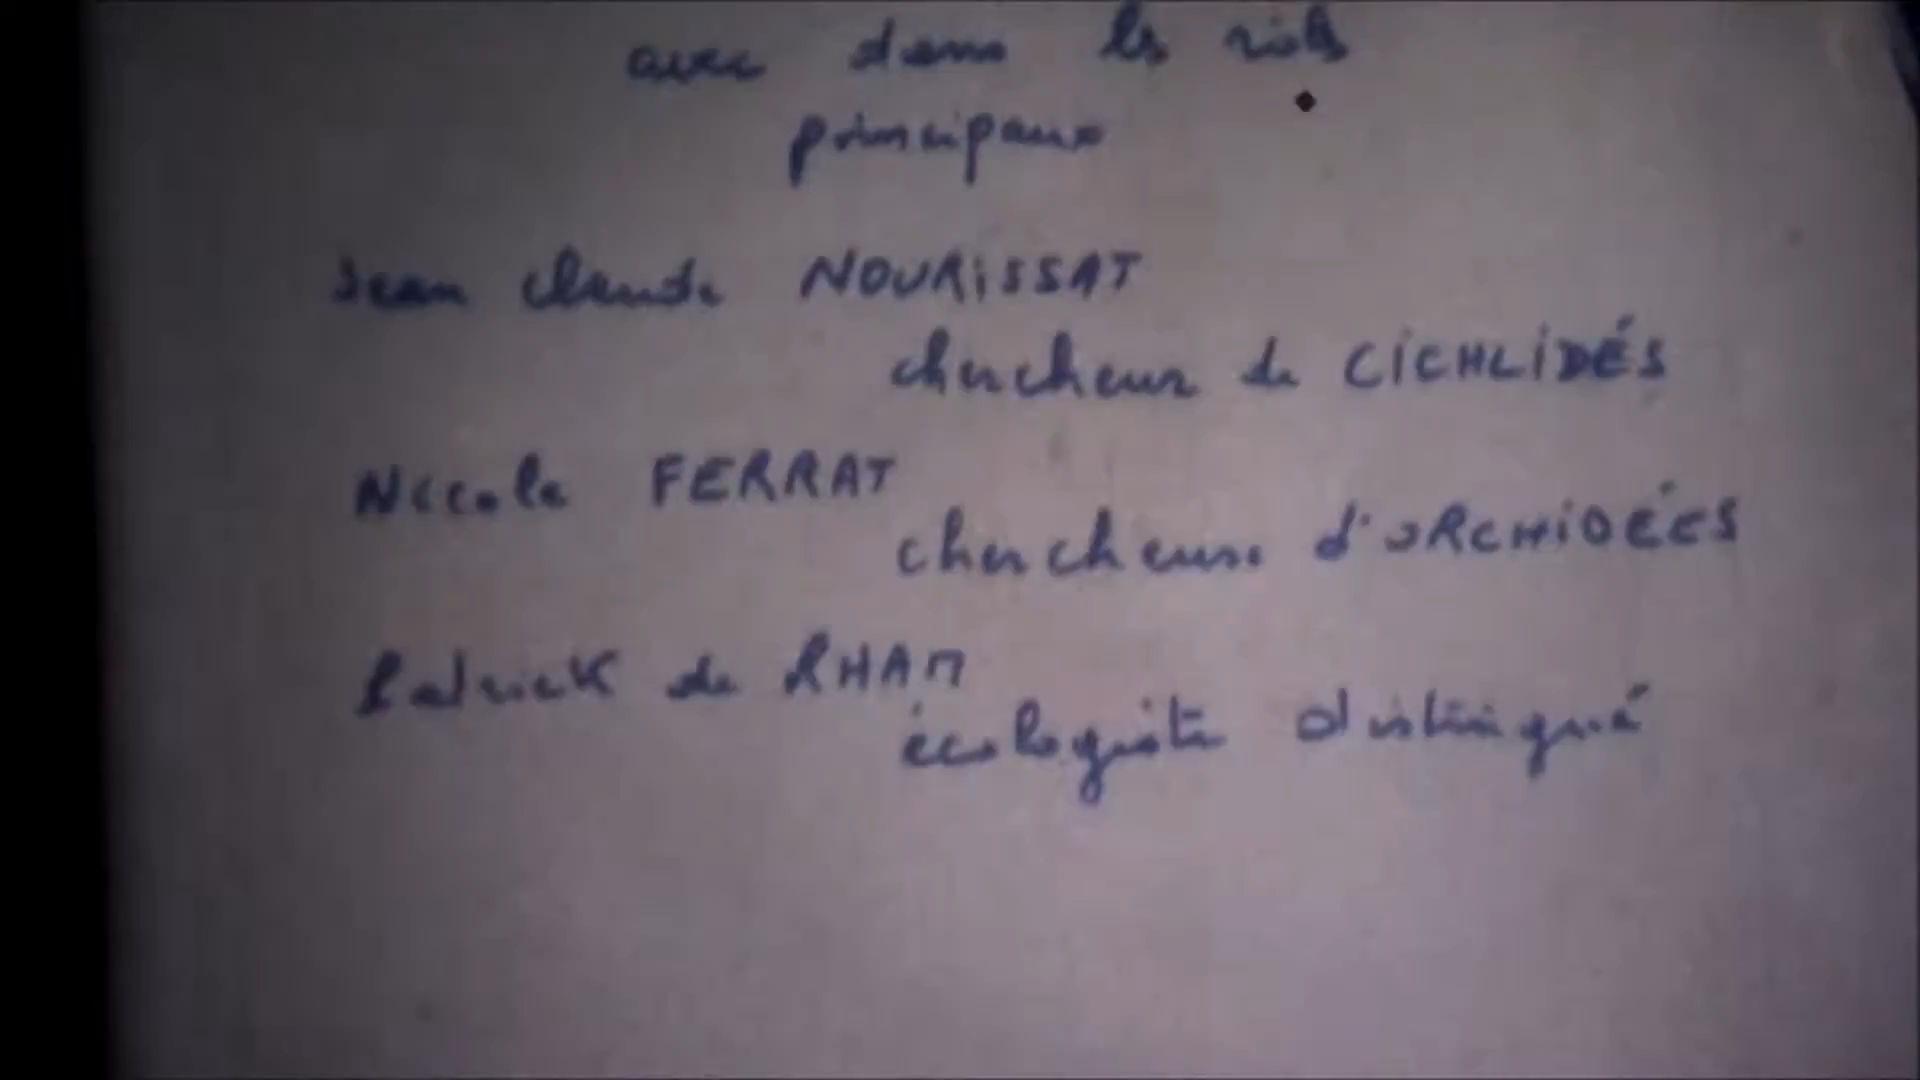 avec dans les rôles
principaux
Jean claude NOURISSAT
chercheur de CICHLIDÉS
Nicole FERRAT
chercheuse d'ORCHIDÉES
Patrick de RHAM
écologiste distingué